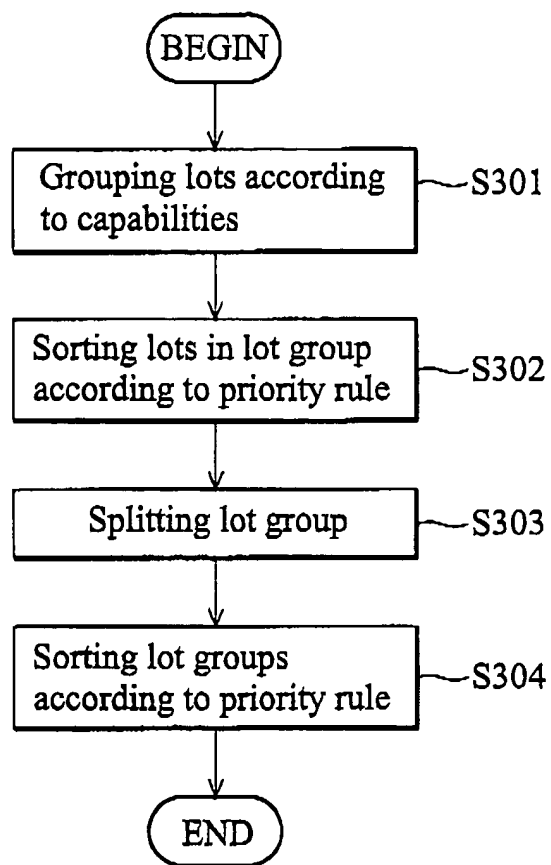 BEGIN
Grouping lots according
to capabilities
S301
Sorting lots in lot group
according to priority rule
S302
Splitting lot group
S303
Sorting lot groups
according to priority rule
S304
END